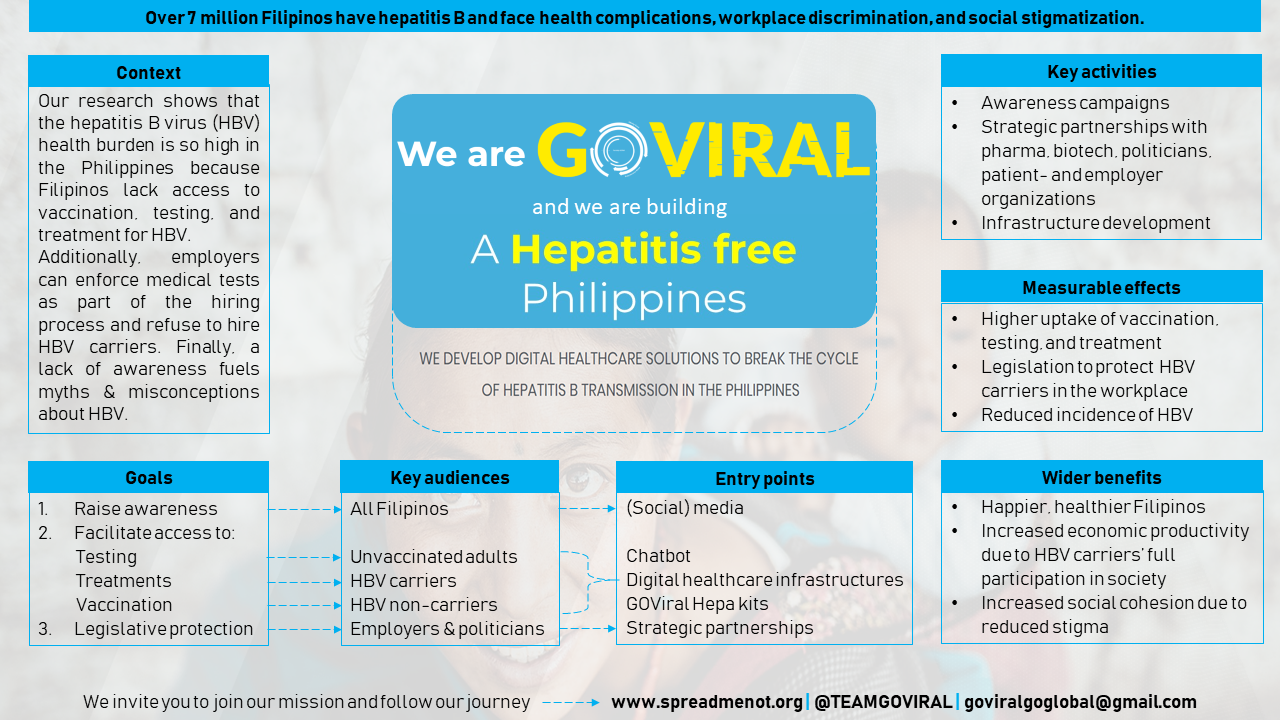 Over 7 million Filipinos have hepatitis B and face health complications, workplace discrimination, and social stigmatization.
Context
Our research shows that
the hepatitis B virus (HBV)
health burden is so high in
the Philippines because
Filipinos lack access to
vaccination, testing, and
treatment for HBV.
Additionally, employers
can enforce medical tests
as part of the hiring
process and refuse to hire
HBV carriers. Finally, a
lack of awareness fuels
myths & misconceptions
about HBV.
We are GOVIRAL
and we are building
A Hepatitis free
Philippines
WE DEVELOP DIGITAL HEALTHCARE SOLUTIONS TO BREAK THE CYCLE
OF HEPATITIS B TRANSMISSION IN THE PHILIPPINES
Key activities
• Awareness campaigns
• Strategic partnerships with
pharma, biotech, politicians,
patient- and employer
organizations
• Infrastructure development
Measurable effects
• Higher uptake of vaccination,
testing, and treatment
• Legislation to protect HBV
carriers in the workplace
• Reduced incidence of HBV
Goals
1. Raise awareness
2. Facilitate access to:
Testing
Treatments
Vaccination
3. Legislative protection
Key audiences
All Filipinos
Unvaccinated adults
HBV carriers
HBV non-carriers
Employers & politicians
Entry points
(Social) media
Chatbot
Digital healthcare infrastructures
GOViral Hepa kits
Strategic partnerships
Wider benefits
• Happier, healthier Filipinos
• Increased economic productivity
due to HBV carriers' full
participation in society
• Increased social cohesion due to
reduced stigma
We invite you to join our mission and follow our journey www.spreadmenot.org | @TEAMGOVIRAL | goviralgoglobal@gmail.com